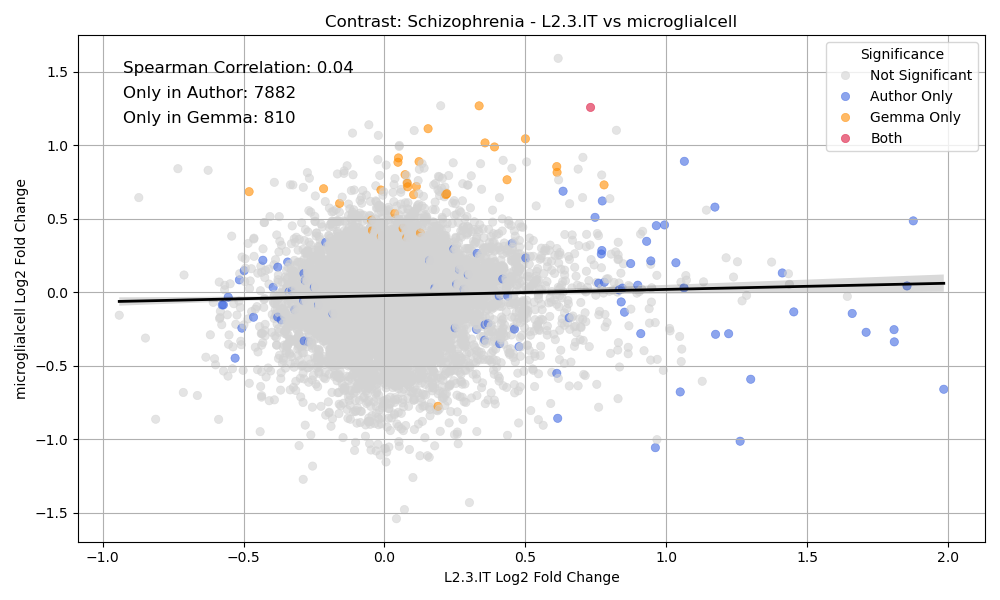 Contrast: Schizophrenia - L2.3.IT vs microglialcell
Spearman Correlation: 0.04
Only in Author: 7882
Only in Gemma: 810
Significance
Not Significant
Author Only
Gemma Only
Both
microglialcell Log2 Fold Change
1.5
1.0
0.5
0.0
−0.5
−1.0
−1.5
−1.0
−0.5
0.0
0.5
1.0
1.5
2.0
L2.3.IT Log2 Fold Change